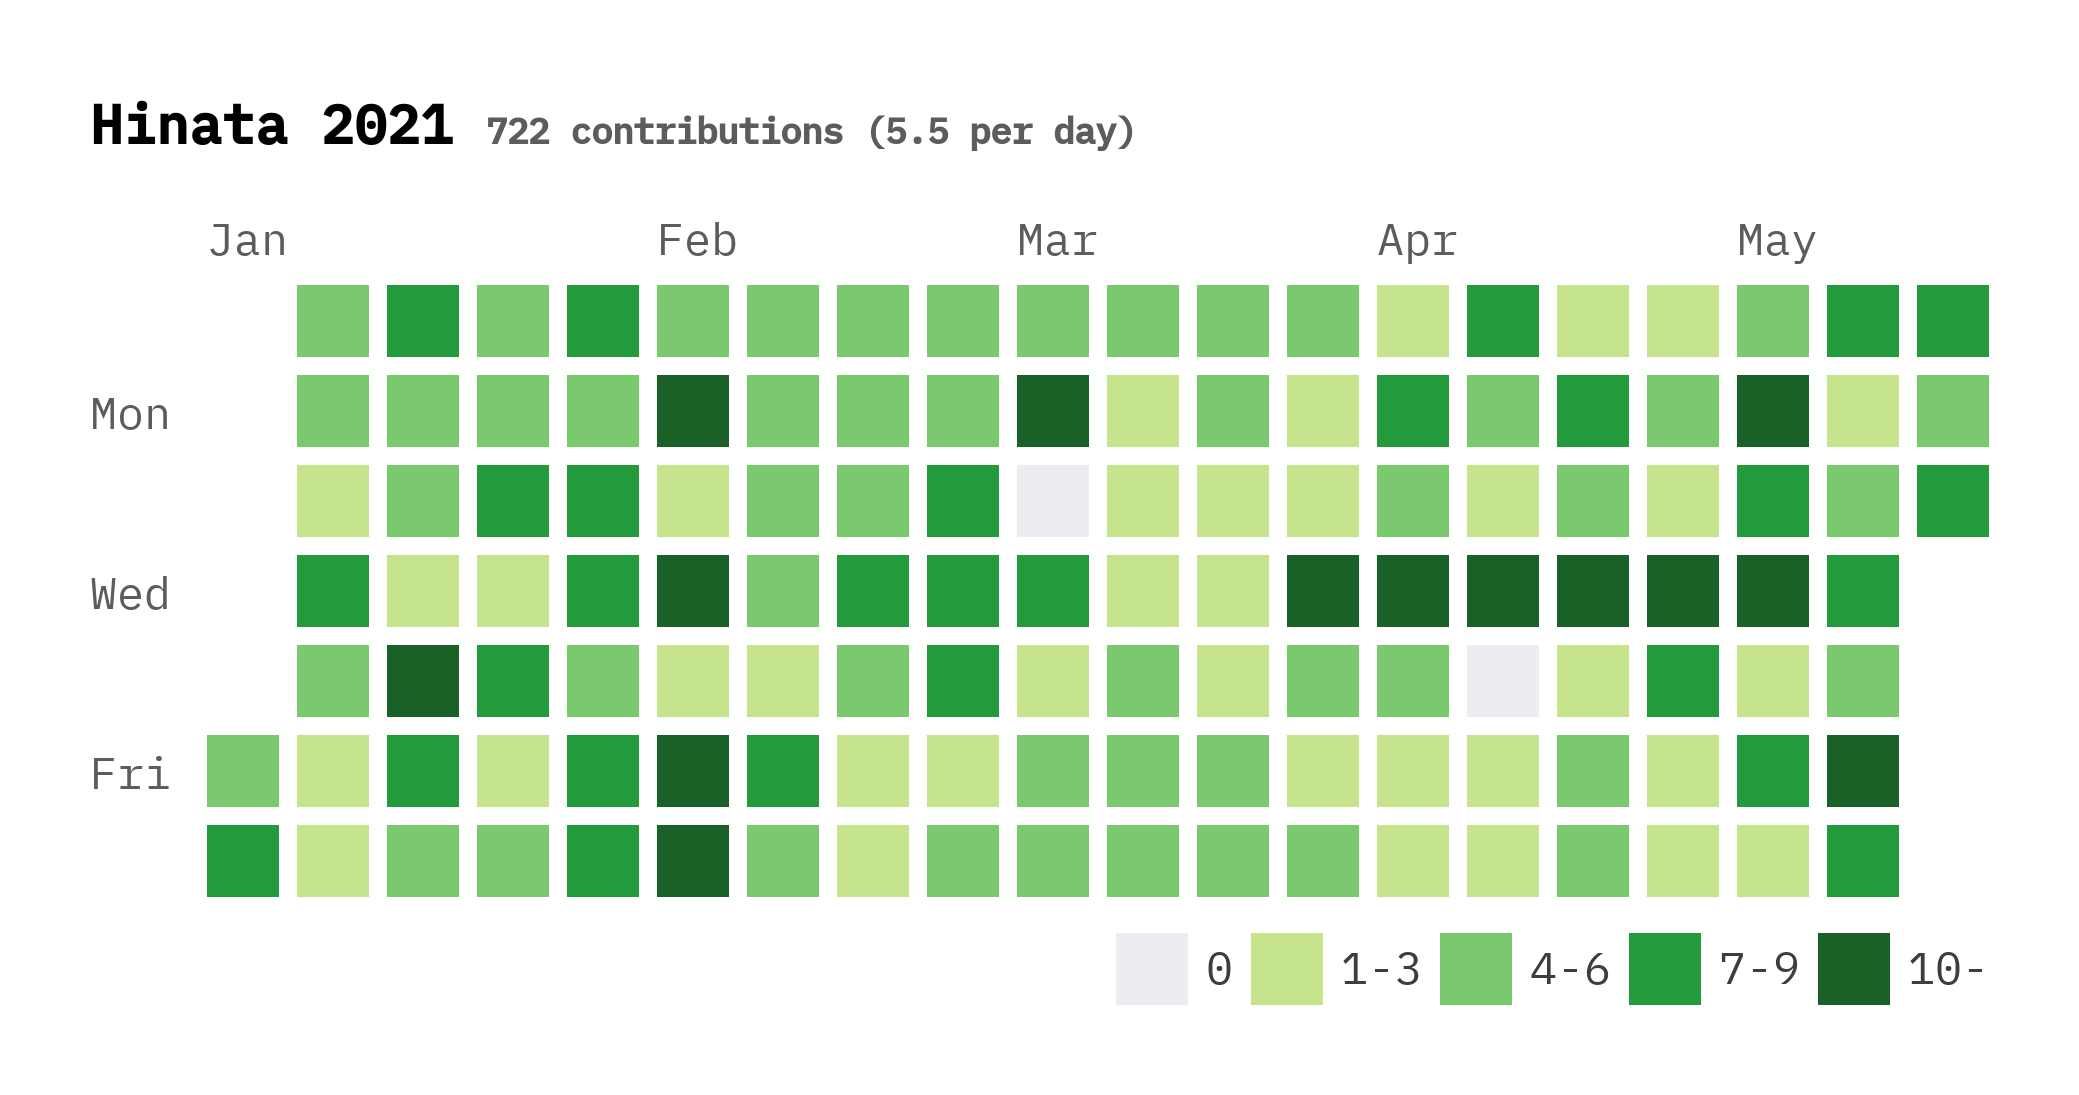 Hinata 2021 722 contributions (5.5 per day)
Jan Feb Mar Apr May
Mon
Wed
Fri
0 1-3 4-6 7-9 10-